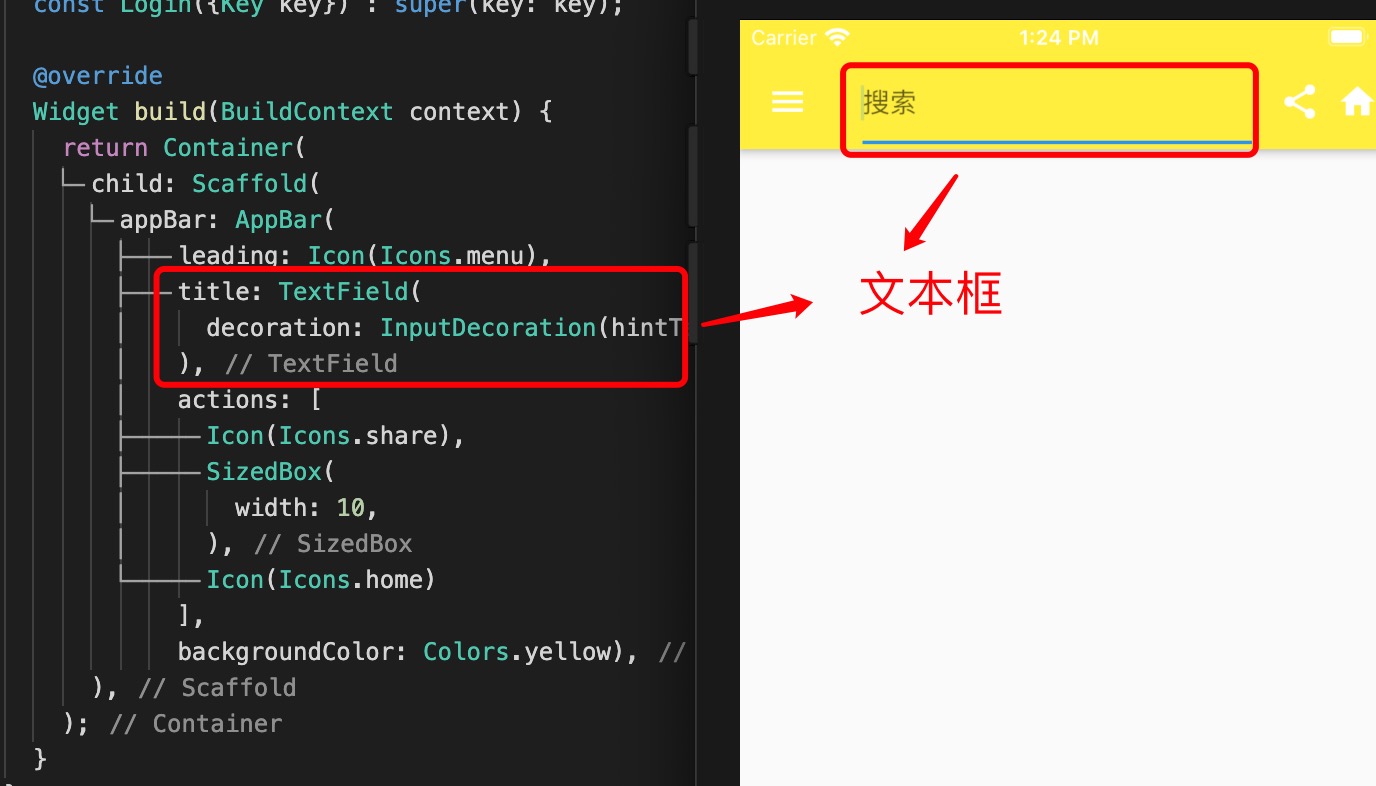 const Login({Key key}) : super(key: key);
@override
Widget build(BuildContext context) {
return Container(
child: Scaffold(
appBar: AppBar(
leading: Icon(Icons.menu),
title: TextField(
decoration: InputDecoration(hintT
), // TextField
actions: [
Icon(Icons.share),
SizedBox(
width: 10,
), // SizedBox
Icon(Icons.home)
],
backgroundColor: Colors.yellow), //
), // Scaffold
); // Container
}
Carrier 1:24 PM
搜索
文本框